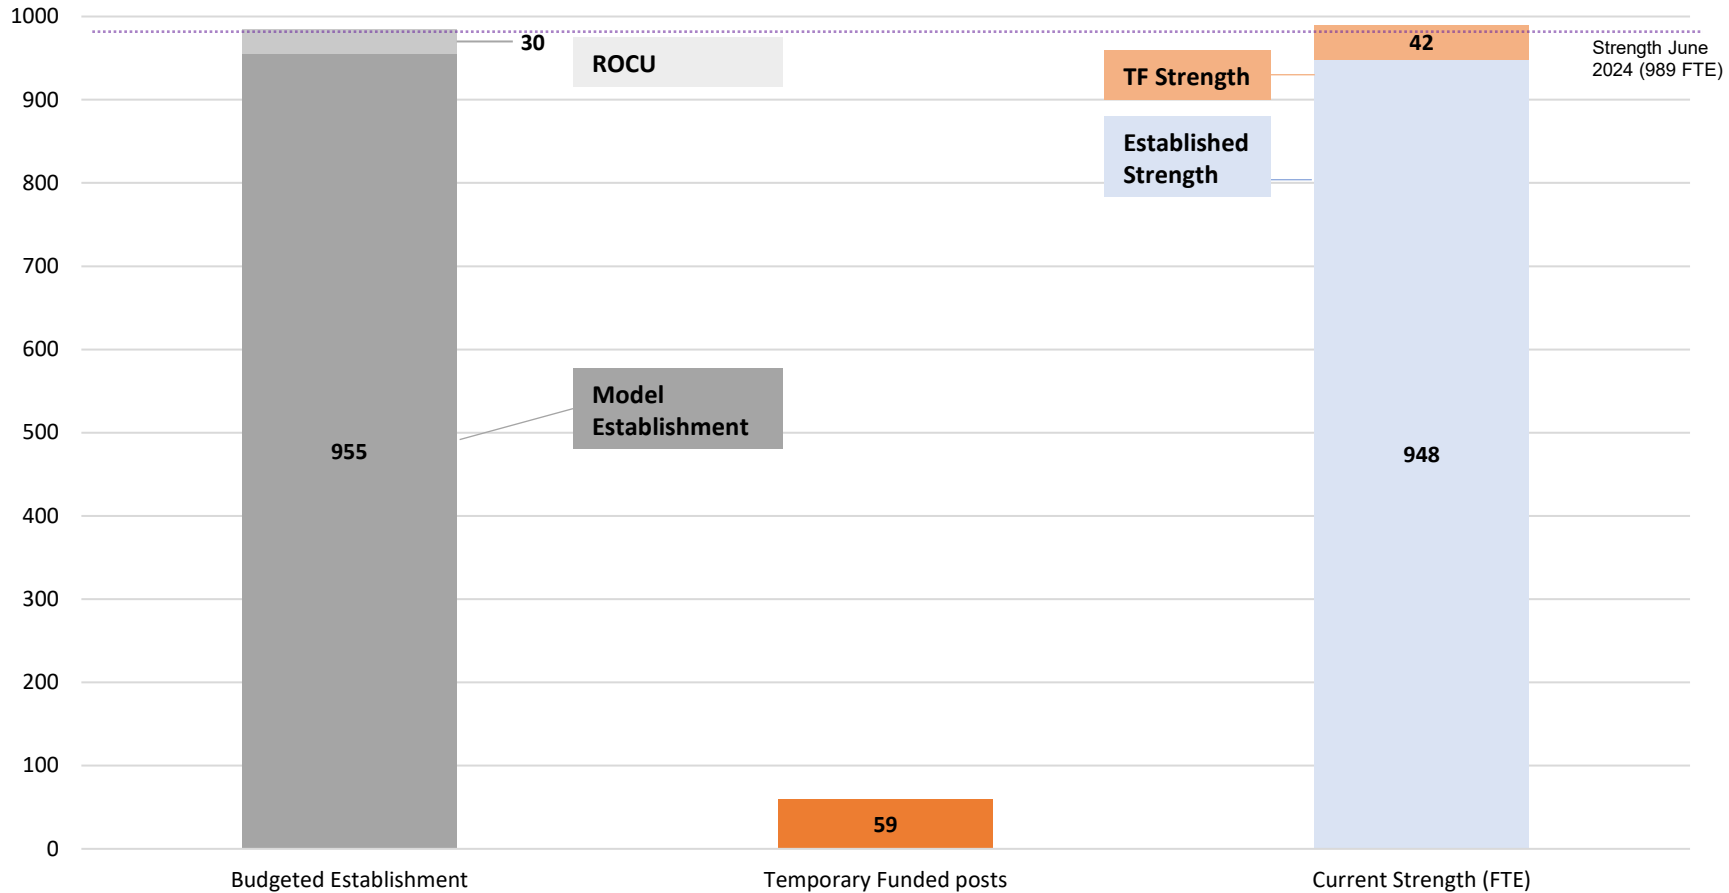 1000
900
800
700
600
500
400
300
200
100
0
30
ROCU
Model
Establishment
955
59
TF Strength
Established
Strength
42
948
Strength June
2024 (989 FTE)
Budgeted Establishment
Temporary Funded posts
Current Strength (FTE)